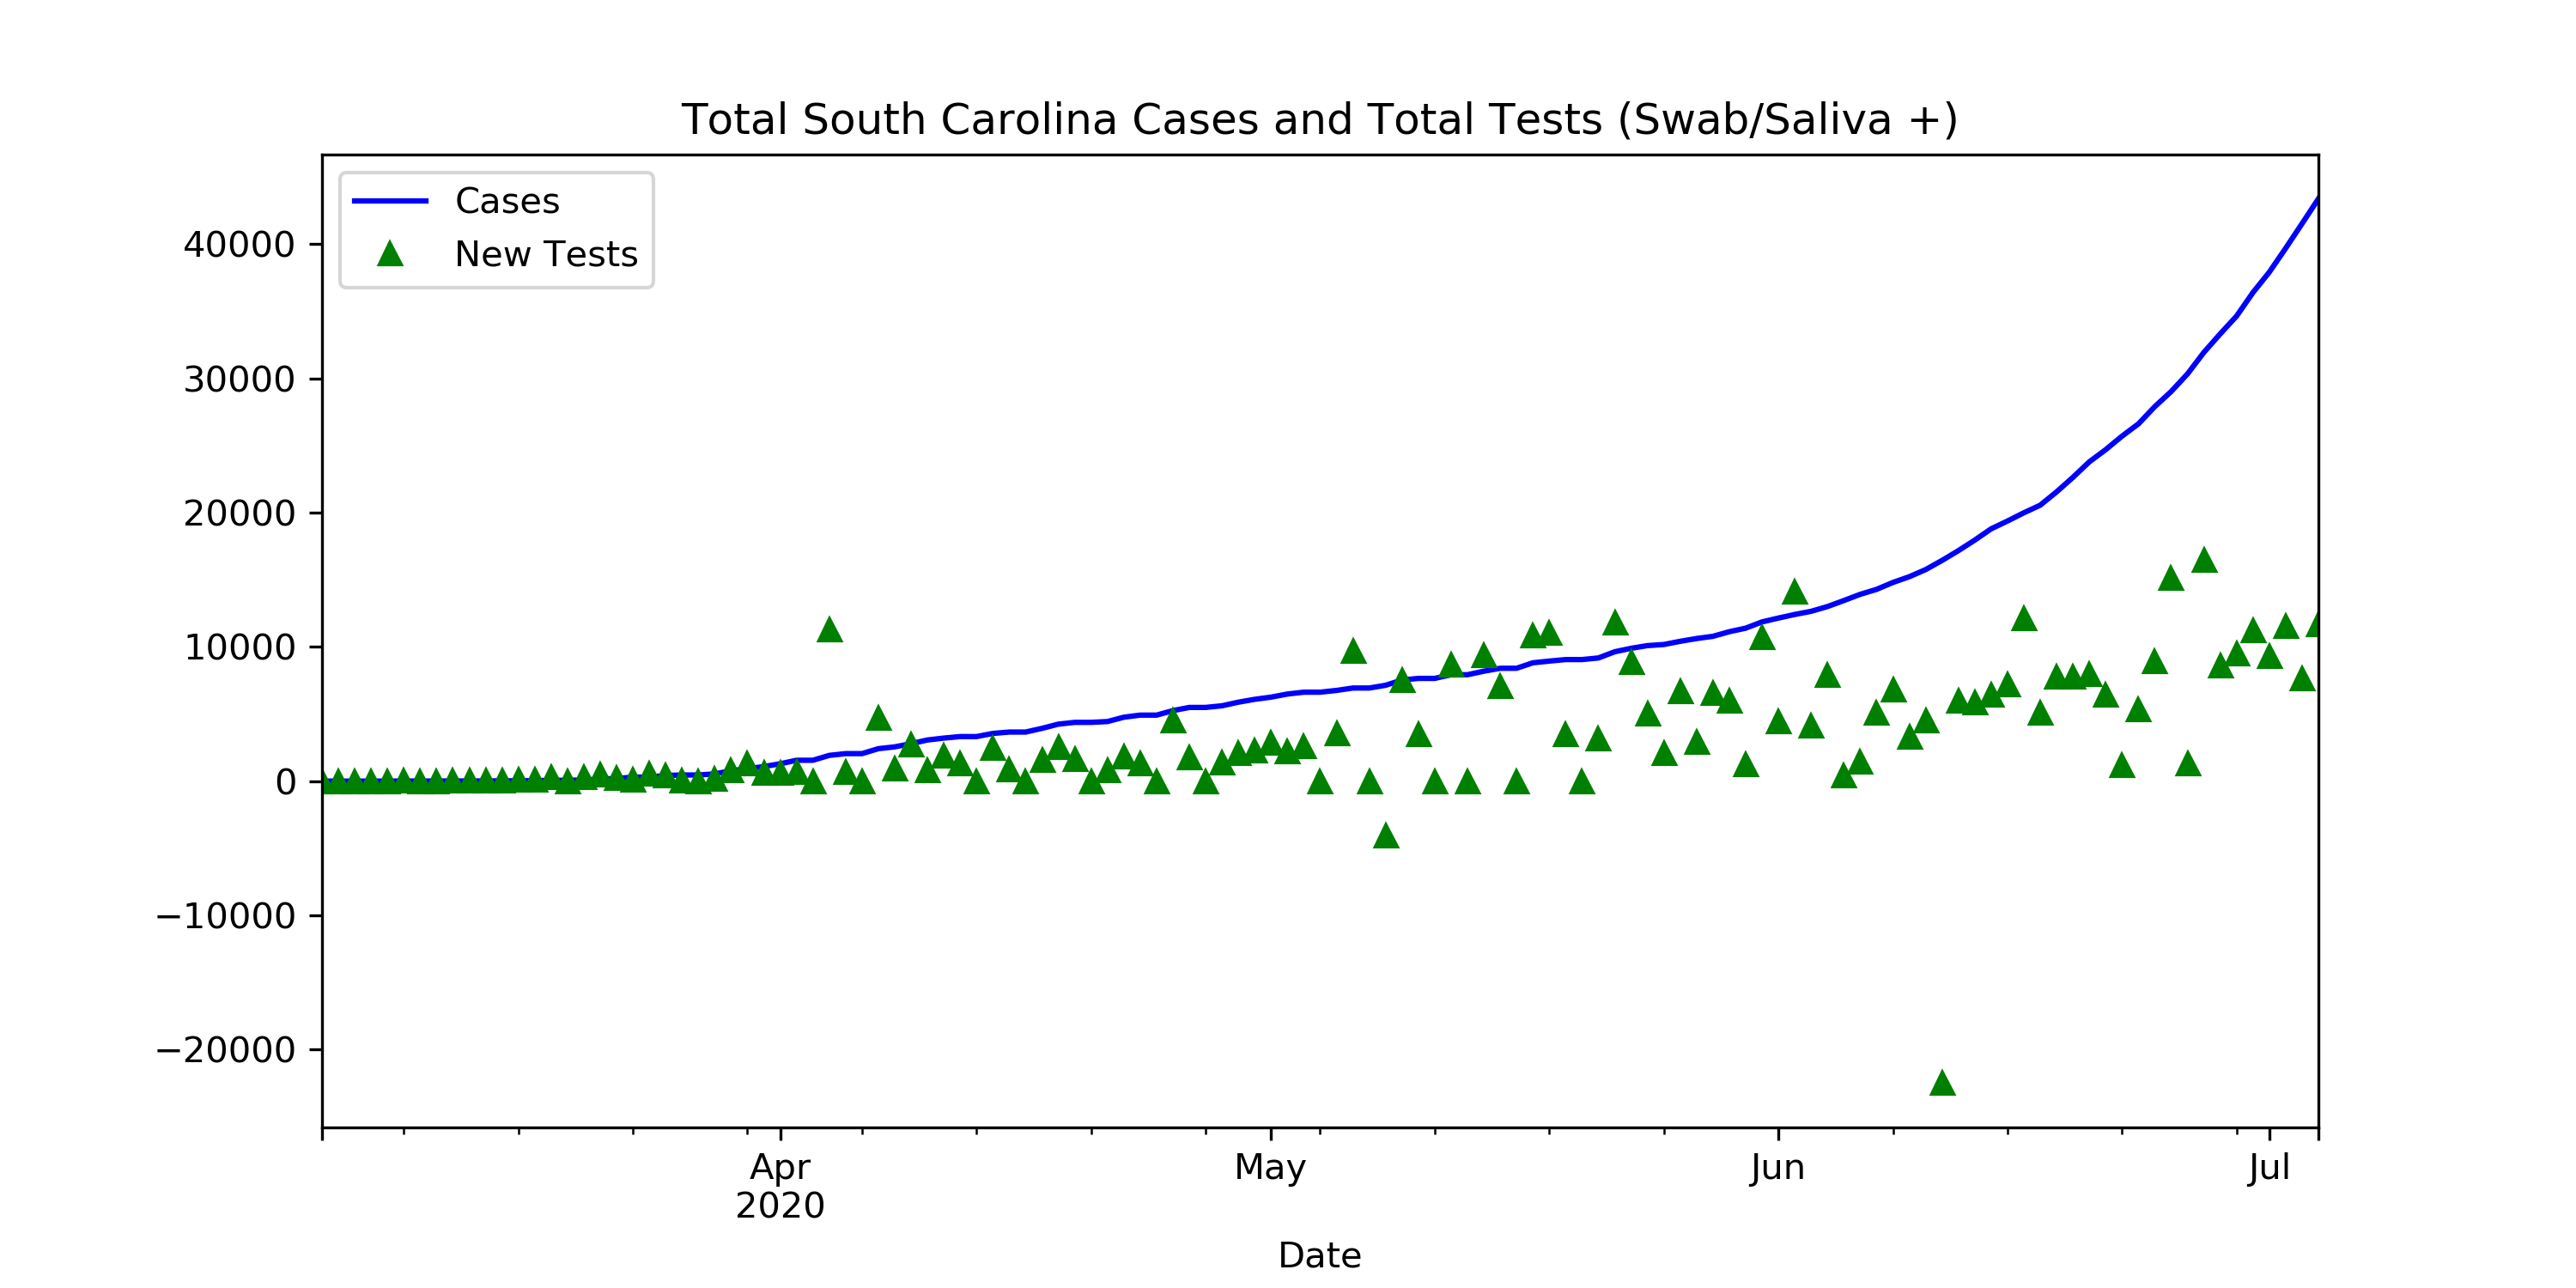 Total South Carolina Cases and Total Tests (Swab/Saliva +)
Cases
New Tests
40000
30000
20000
10000
0
−10000
−20000
Apr May Jun Jul
2020
Date